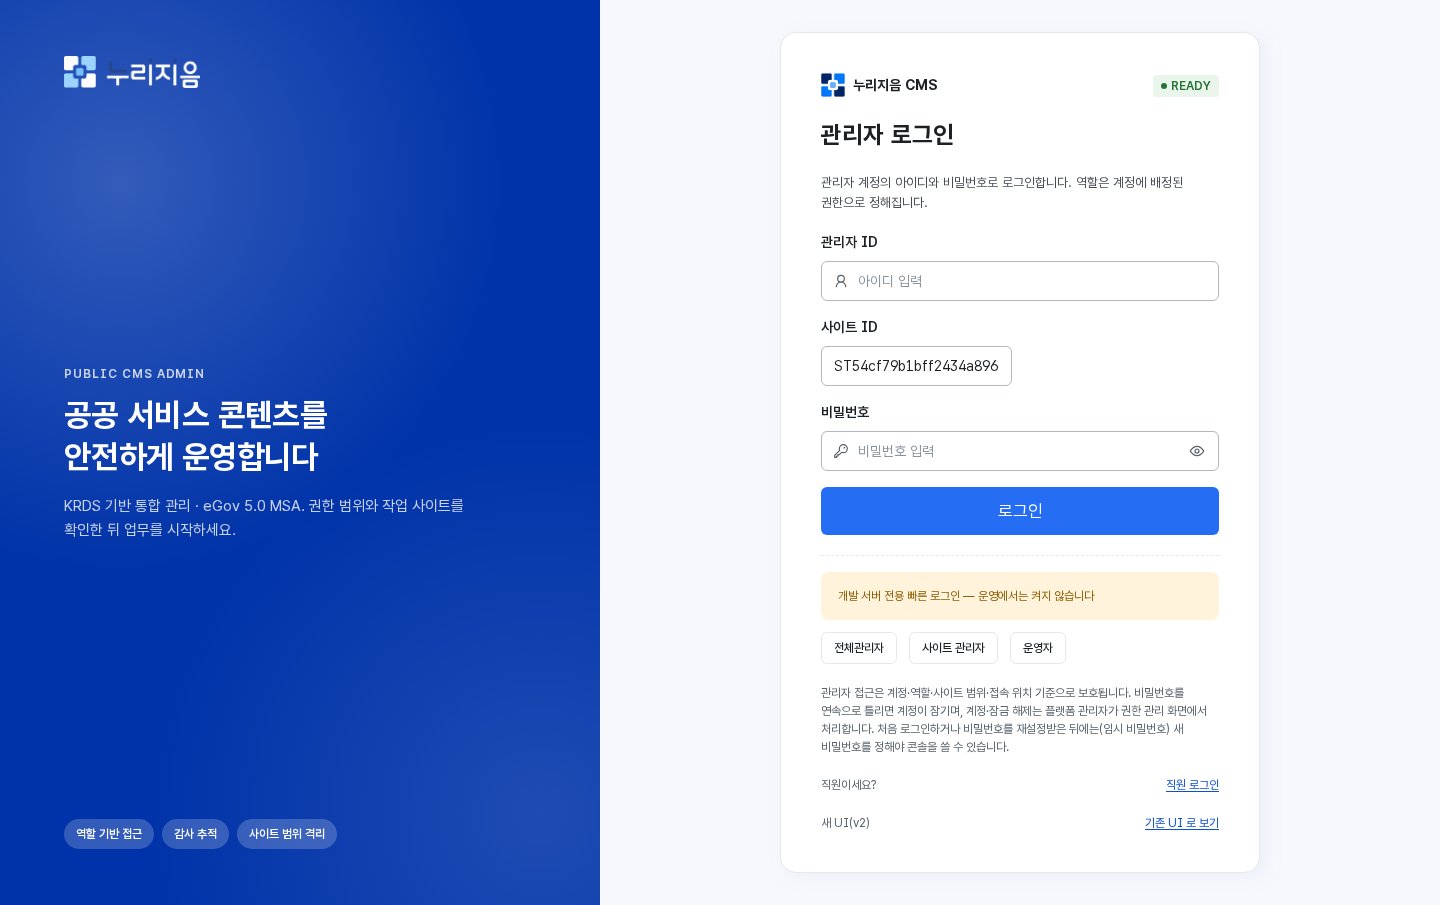 누리지음
PUBLIC CMS ADMIN
공공 서비스 콘텐츠를
안전하게 운영합니다
KRDS 기반 통합 관리 · eGov 5.0 MSA. 권한 범위와 작업 사이트를
확인한 뒤 업무를 시작하세요.
역할 기반 접근
감사 추적
사이트 범위 격리
누리지음 CMS
READY
관리자 로그인
관리자 계정의 아이디와 비밀번호로 로그인합니다. 역할은 계정에 배정된
권한으로 정해집니다.
관리자 ID
아이디 입력
사이트 ID
ST54cf79b1bff2434a896
비밀번호
비밀번호 입력
로그인
개발 서버 전용 빠른 로그인 — 운영에서는 켜지 않습니다
전체관리자
사이트 관리자
운영자
관리자 접근은 계정·역할·사이트 범위·접속 위치 기준으로 보호됩니다. 비밀번호를
연속으로 틀리면 계정이 잠기며, 계정·잠금 해제는 플랫폼 관리자가 권한 관리 화면에서
처리합니다. 처음 로그인하거나 비밀번호를 재설정받은 뒤에는(임시 비밀번호) 새
비밀번호를 정해야 콘솔을 쓸 수 있습니다.
직원이세요?
직원 로그인
새 UI(v2)
기존 UI 로 보기